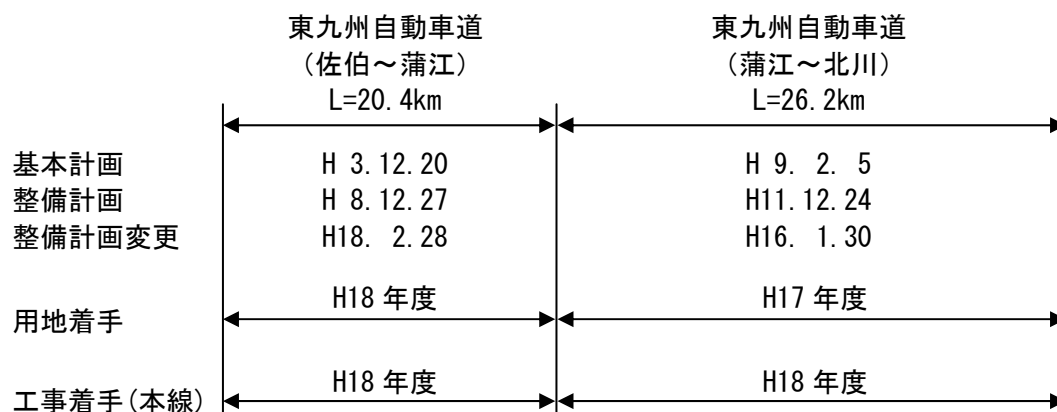 東九州自動車道 東九州自動車道
(佐伯~蒲江) (蒲江~北川)
L=20.4km L=26.2km
基本計画 H 3.12.20 H 9. 2. 5
整備計画 H 8.12.27 H11.12.24
整備計画変更 H18. 2.28 H16. 1.30
用地着手 H18 年度 H17 年度
工事着手(本線) H18 年度 H18 年度